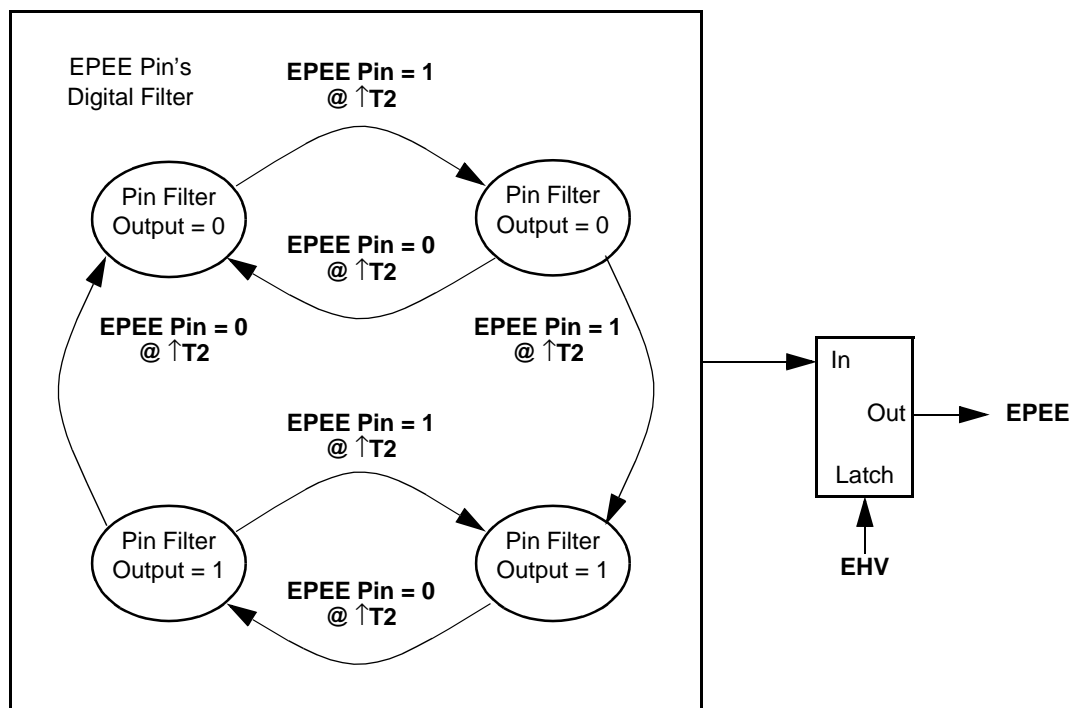 EPEE Pin's
Digital Filter
EPEE Pin = 1
@ ↑T2
Pin Filter
Output = 0
Pin Filter
Output = 0
EPEE Pin = 0
@ ↑T2
EPEE Pin = 0
@ ↑T2
EPEE Pin = 1
@ ↑T2
In
Out
EPEE
Latch
EHV
EPEE Pin = 1
@ ↑T2
Pin Filter
Output = 1
Pin Filter
Output = 1
EPEE Pin = 0
@ ↑T2